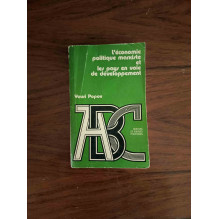 l'économie
politique marxiste
et
les pays en voie
de développement
ABC